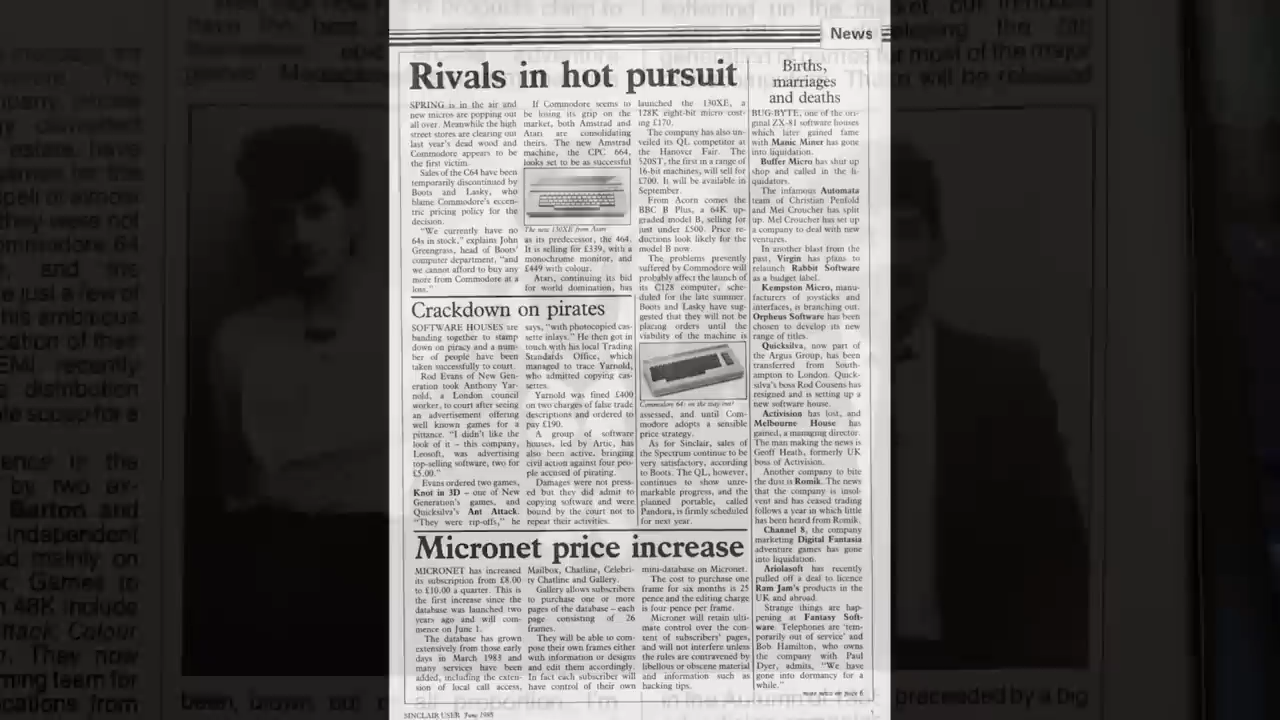 News
Rivals in hot pursuit
SPRING is in the air and
new micros are popping out
all over. Meanwhile the high
street stores are clearing out
last year's dead wood and
Commodore appears to be
the first victim.
Sales of the C64 have been
temporarily discontinued by
Boots and Lasky, who
blame Commodore's eccen-
tric pricing policy for the
decision.
"We currently have no
64s in stock," explains John
Greengrass, head of Boots'
computer department, "and
we cannot afford to buy any
more from Commodore at a
loss."
If Commodore seems to
be losing its grip on the
market, both Amstrad and
Atari are consolidating
theirs. The new Amstrad
machine, the CPC 664,
looks set to be as successful
The new 130XE from Atari
as its predecessor, the 464.
It is selling for £339, with a
monochrome monitor, and
£449 with colour.
Atari, continuing its bid
for world domination, has
launched the 130XE, a
128K eight-bit micro cost-
ing £170.
The company has also un-
veiled its QL competitor at
the Hanover Fair. The
520ST, the first in a range of
16-bit machines, will sell for
£700. It will be available in
September.
From Acorn comes the
BBC B Plus, a 64K up-
graded model B, selling for
just under £500. Price re-
ductions look likely for the
model B now.
The problems presently
suffered by Commodore will
probably affect the launch of
its C128 computer, sche-
duled for the late summer.
Boots and Lasky have sug-
gested that they will not be
placing orders until the
viability of the machine is
Commodore 64: on the way out?
assessed, and until Com-
modore adopts a sensible
price strategy.
As for Sinclair, sales of
the Spectrum continue to be
very satisfactory, according
to Boots. The QL, however,
continues to show unre-
markable progress, and the
planned portable, called
Pandora, is firmly scheduled
for next year.
Crackdown on pirates
SOFTWARE HOUSES are
banding together to stamp
down on piracy and a num-
ber of people have been
taken successfully to court.
Rod Evans of New Gen-
eration took Anthony Yar-
nold, a London council
worker, to court after seeing
an advertisement offering
well known games for a
pittance. "I didn't like the
look of it – this company,
Leosoft, was advertising
top-selling software, two for
£5.00."
Evans ordered two games,
Knot in 3D – one of New
Generation's games, and
Quicksilva's Ant Attack.
"They were rip-offs," he
says, "with photocopied cas-
sette inlays." He then got in
touch with his local Trading
Standards Office, which
managed to trace Yarnold,
who admitted copying cas-
settes.
Yarnold was fined £400
on two charges of false trade
descriptions and ordered to
pay £190.
A group of software
houses, led by Artic, has
also been active, bringing
civil action against four peo-
ple accused of pirating.
Damages were not press-
ed but they did admit to
copying software and were
bound by the court not to
repeat their activities.
Micronet price increase
MICRONET has increased
its subscription from £8.00
to £10.00 a quarter. This is
the first increase since the
database was launched two
years ago and will com-
mence on June 1.
The database has grown
extensively from those early
days in March 1983 and
many services have been
added, including the exten-
sion of local call access,
Mailbox, Chatline, Celebri-
ty Chatline and Gallery.
Gallery allows subscribers
to purchase one or more
pages of the database – each
page consisting of 26
frames.
They will be able to com-
pose their own frames either
with information or designs
and edit them accordingly.
In fact each subscriber will
have control of their own
mini-database on Micronet.
The cost to purchase one
frame for six months is 25
pence and the editing charge
is four pence per frame.
Micronet will retain ulti-
mate control over the con-
tent of subscribers' pages,
and will not interfere unless
the rules are contravened by
libellous or obscene material
and information such as
hacking tips.
Births,
marriages
and deaths
BUG-BYTE, one of the ori-
ginal ZX-81 software houses
which later gained fame
with Manic Miner has gone
into liquidation.
Buffer Micro has shut up
shop and called in the li-
quidators.
The infamous Automata
team of Christian Penfold
and Mel Croucher has split
up. Mel Croucher has set up
a company to deal with new
ventures.
In another blast from the
past, Virgin has plans to
relaunch Rabbit Software
as a budget label.
Kempston Micro, manu-
facturers of joysticks and
interfaces, is branching out.
Orpheus Software has been
chosen to develop its new
range of titles.
Quicksilva, now part of
the Argus Group, has been
transferred from South-
ampton to London. Quick-
silva's boss Rod Cousens has
resigned and is setting up a
new software house.
Activision has lost, and
Melbourne House has
gained, a managing director.
The man making the news is
Geoff Heath, formerly UK
boss of Activision.
Another company to bite
the dust is Romik. The news
that the company is insol-
vent and has ceased trading
follows a year in which little
has been heard from Romik.
Channel 8, the company
marketing Digital Fantasia
adventure games has gone
into liquidation.
Ariolasoft has recently
pulled off a deal to licence
Ram Jam's products in the
UK and abroad.
Strange things are hap-
pening at Fantasy Soft-
ware. Telephones are 'tem-
porarily out of service' and
Bob Hamilton, who owns
the company with Paul
Dyer, admits, "We have
gone into dormancy for a
while."
more news on page 6
SINCLAIR USER June 1985